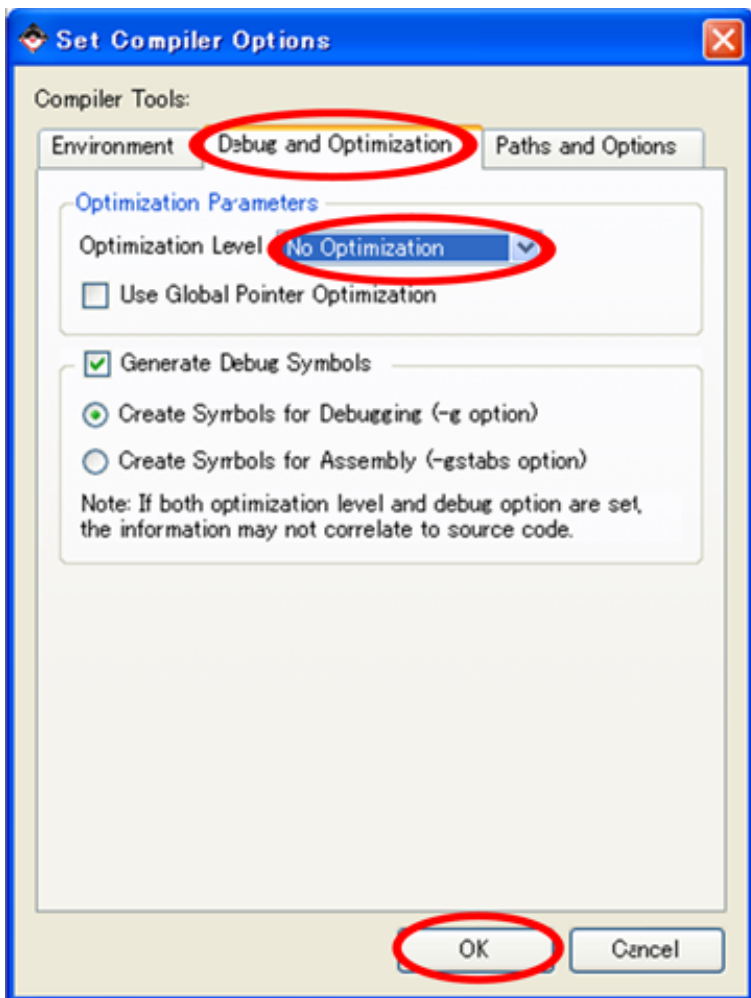 Set Compiler Options
Compiler Tools:
Environment
Debug and Optimization
Paths and Options
Optimization Parameters
Optimization Level
No Optimization
Use Global Pointer Optimization
Generate Debug Symbols
Create Symbols for Debugging (-g option)
Create Symbols for Assembly (-gstabs option)
Note: If both optimization level and debug option are set,
the information may not correlate to source code.
OK
Cancel